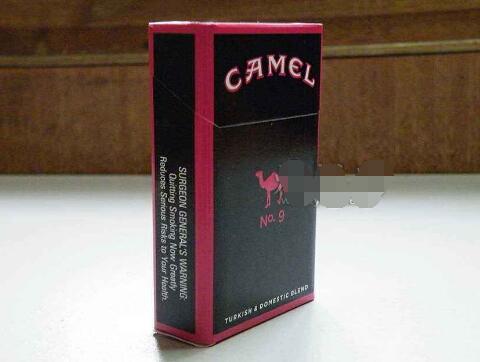 CAMEL
No. 9
TURKISH & DOMESTIC BLEND
SURGEON GENERAL'S WARNING:
Quitting Smoking Now Greatly
Reduces Serious Risks to Your Health.